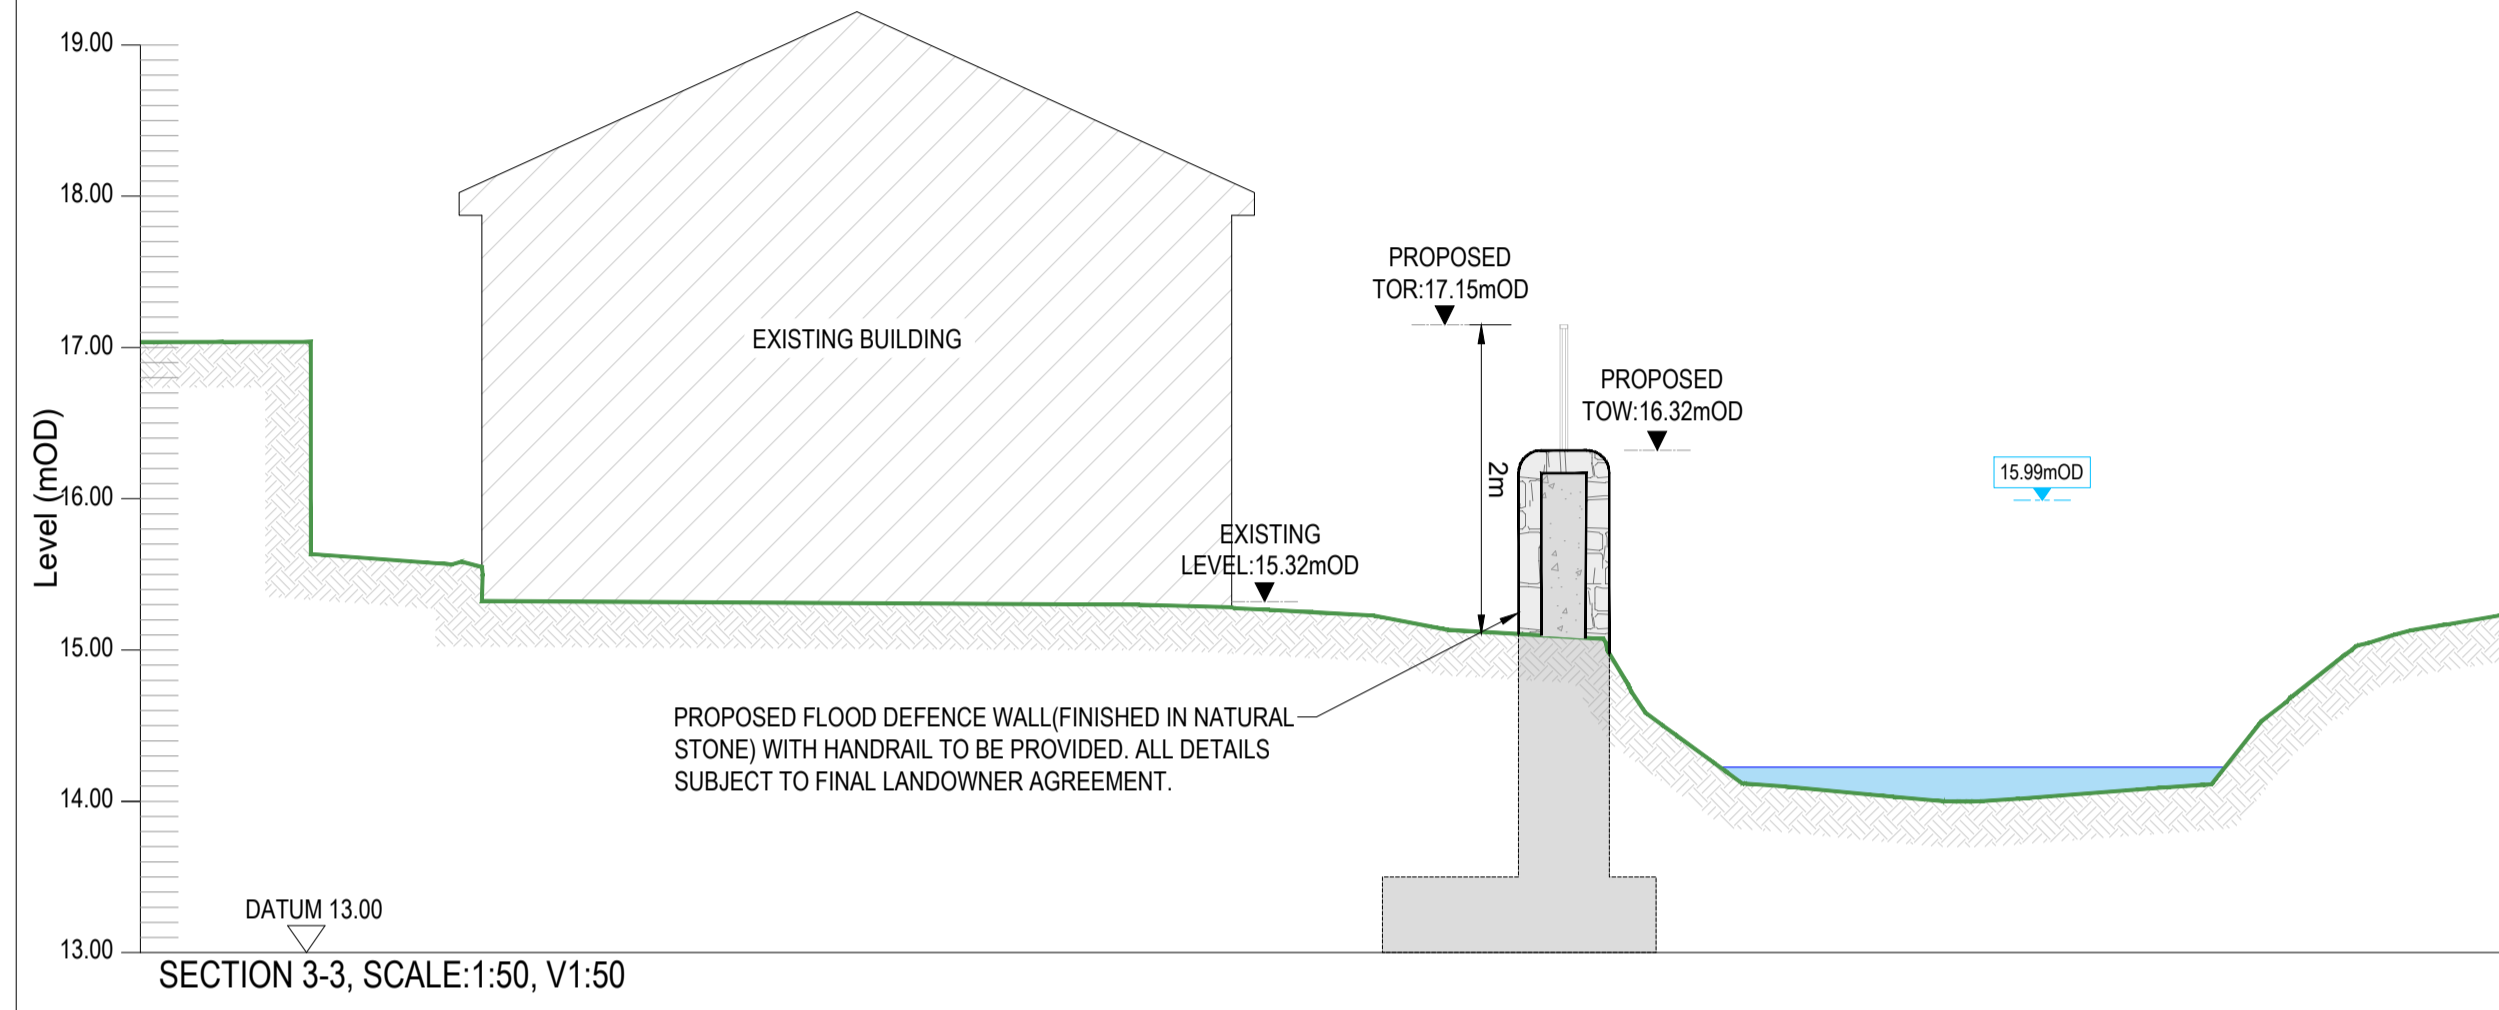 19.00
18.00
17.00
16.00
15.00
14.00
13.00
Level (mOD)
EXISTING BUILDING
PROPOSED
TOR:17.15mOD
PROPOSED
TOW:16.32mOD
2m
15.99mOD
EXISTING
LEVEL:15.32mOD
PROPOSED FLOOD DEFENCE WALL(FINISHED IN NATURAL
STONE) WITH HANDRAIL TO BE PROVIDED. ALL DETAILS
SUBJECT TO FINAL LANDOWNER AGREEMENT.
DATUM 13.00
SECTION 3-3, SCALE:1:50, V1:50